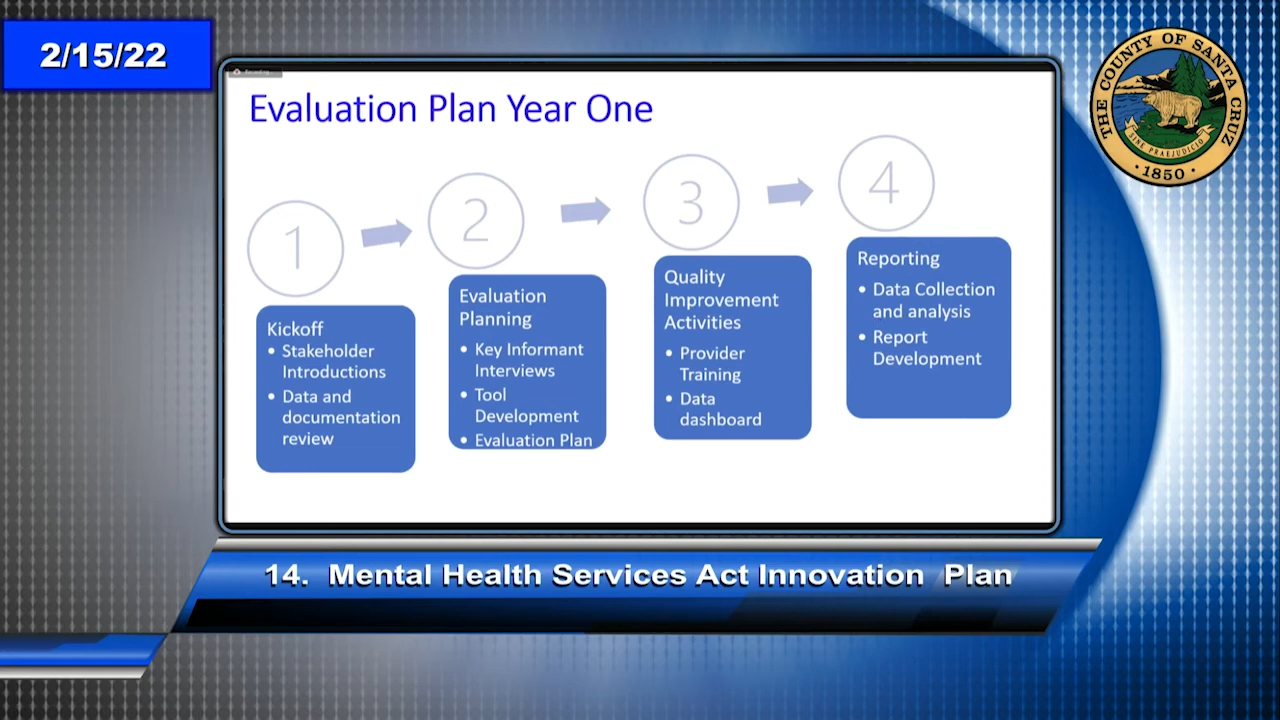 2/15/22
THE COUNTY OF SANTA CRUZ
SINE PRAEJUDICIO
• 1850 •
Recording...
Evaluation Plan Year One
1
2
3
4
Kickoff
• Stakeholder
Introductions
• Data and
documentation
review
Evaluation
Planning
• Key Informant
Interviews
• Tool
Development
• Evaluation Plan
Quality
Improvement
Activities
• Provider
Training
• Data
dashboard
Reporting
• Data Collection
and analysis
• Report
Development
14. Mental Health Services Act Innovation Plan